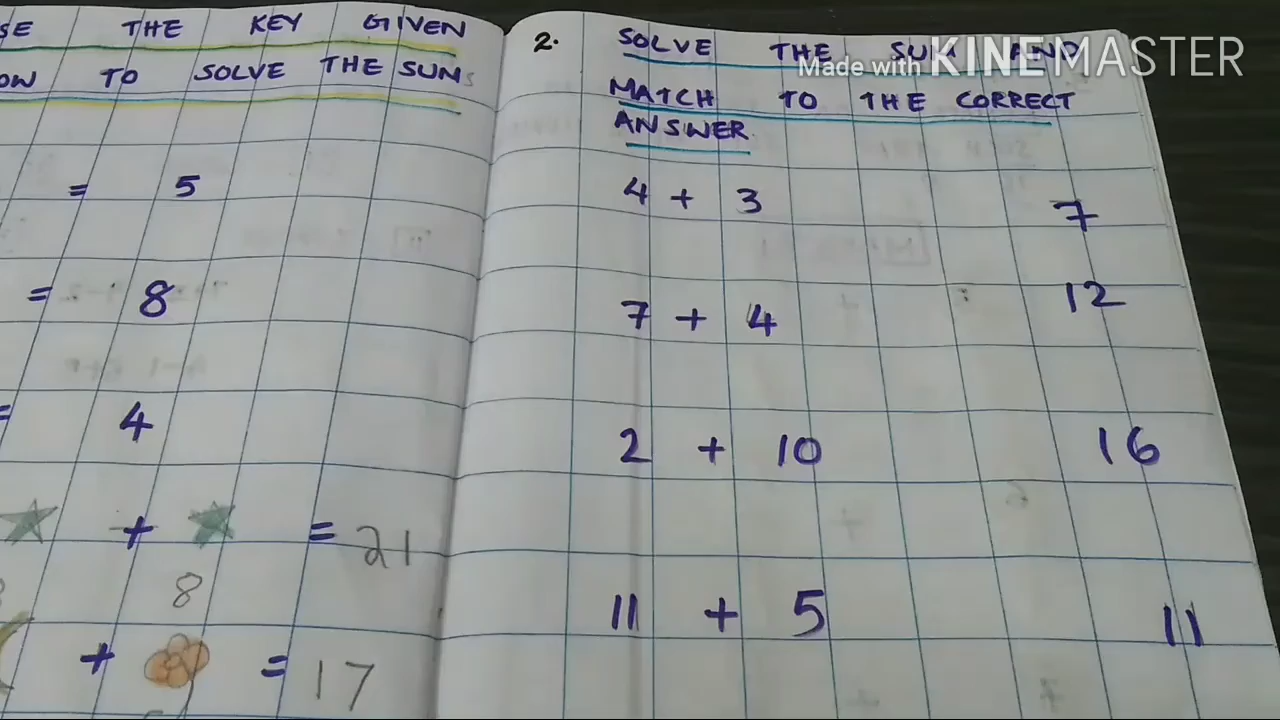 THE KEY GIVEN
TO SOLVE THE SUMS
= 5
= 8
= 4
+ = 21
8
+ = 17
2. SOLVE THE SUM AND
MATCH TO THE CORRECT
ANSWER.
4 + 3 7
7 + 4 12
2 + 10 16
11 + 5 11
Made with KINEMASTER